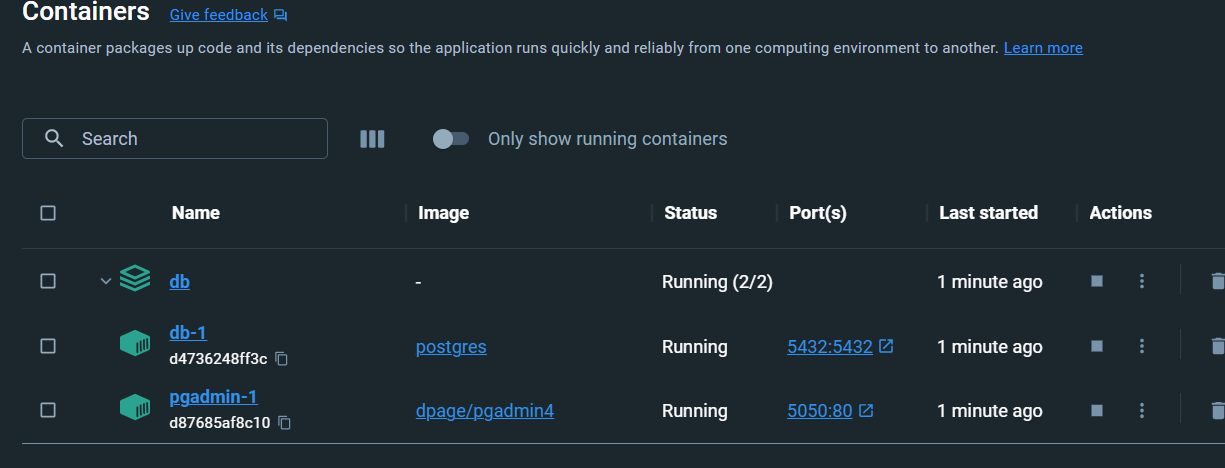 Containers Give feedback
A container packages up code and its dependencies so the application runs quickly and reliably from one computing environment to another. Learn more
Search Only show running containers
Name Image Status Port(s) Last started Actions
db - Running (2/2) 1 minute ago
db-1
d4736248ff3c postgres Running 5432:5432 1 minute ago
pgadmin-1
d87685af8c10 dpage/pgadmin4 Running 5050:80 1 minute ago